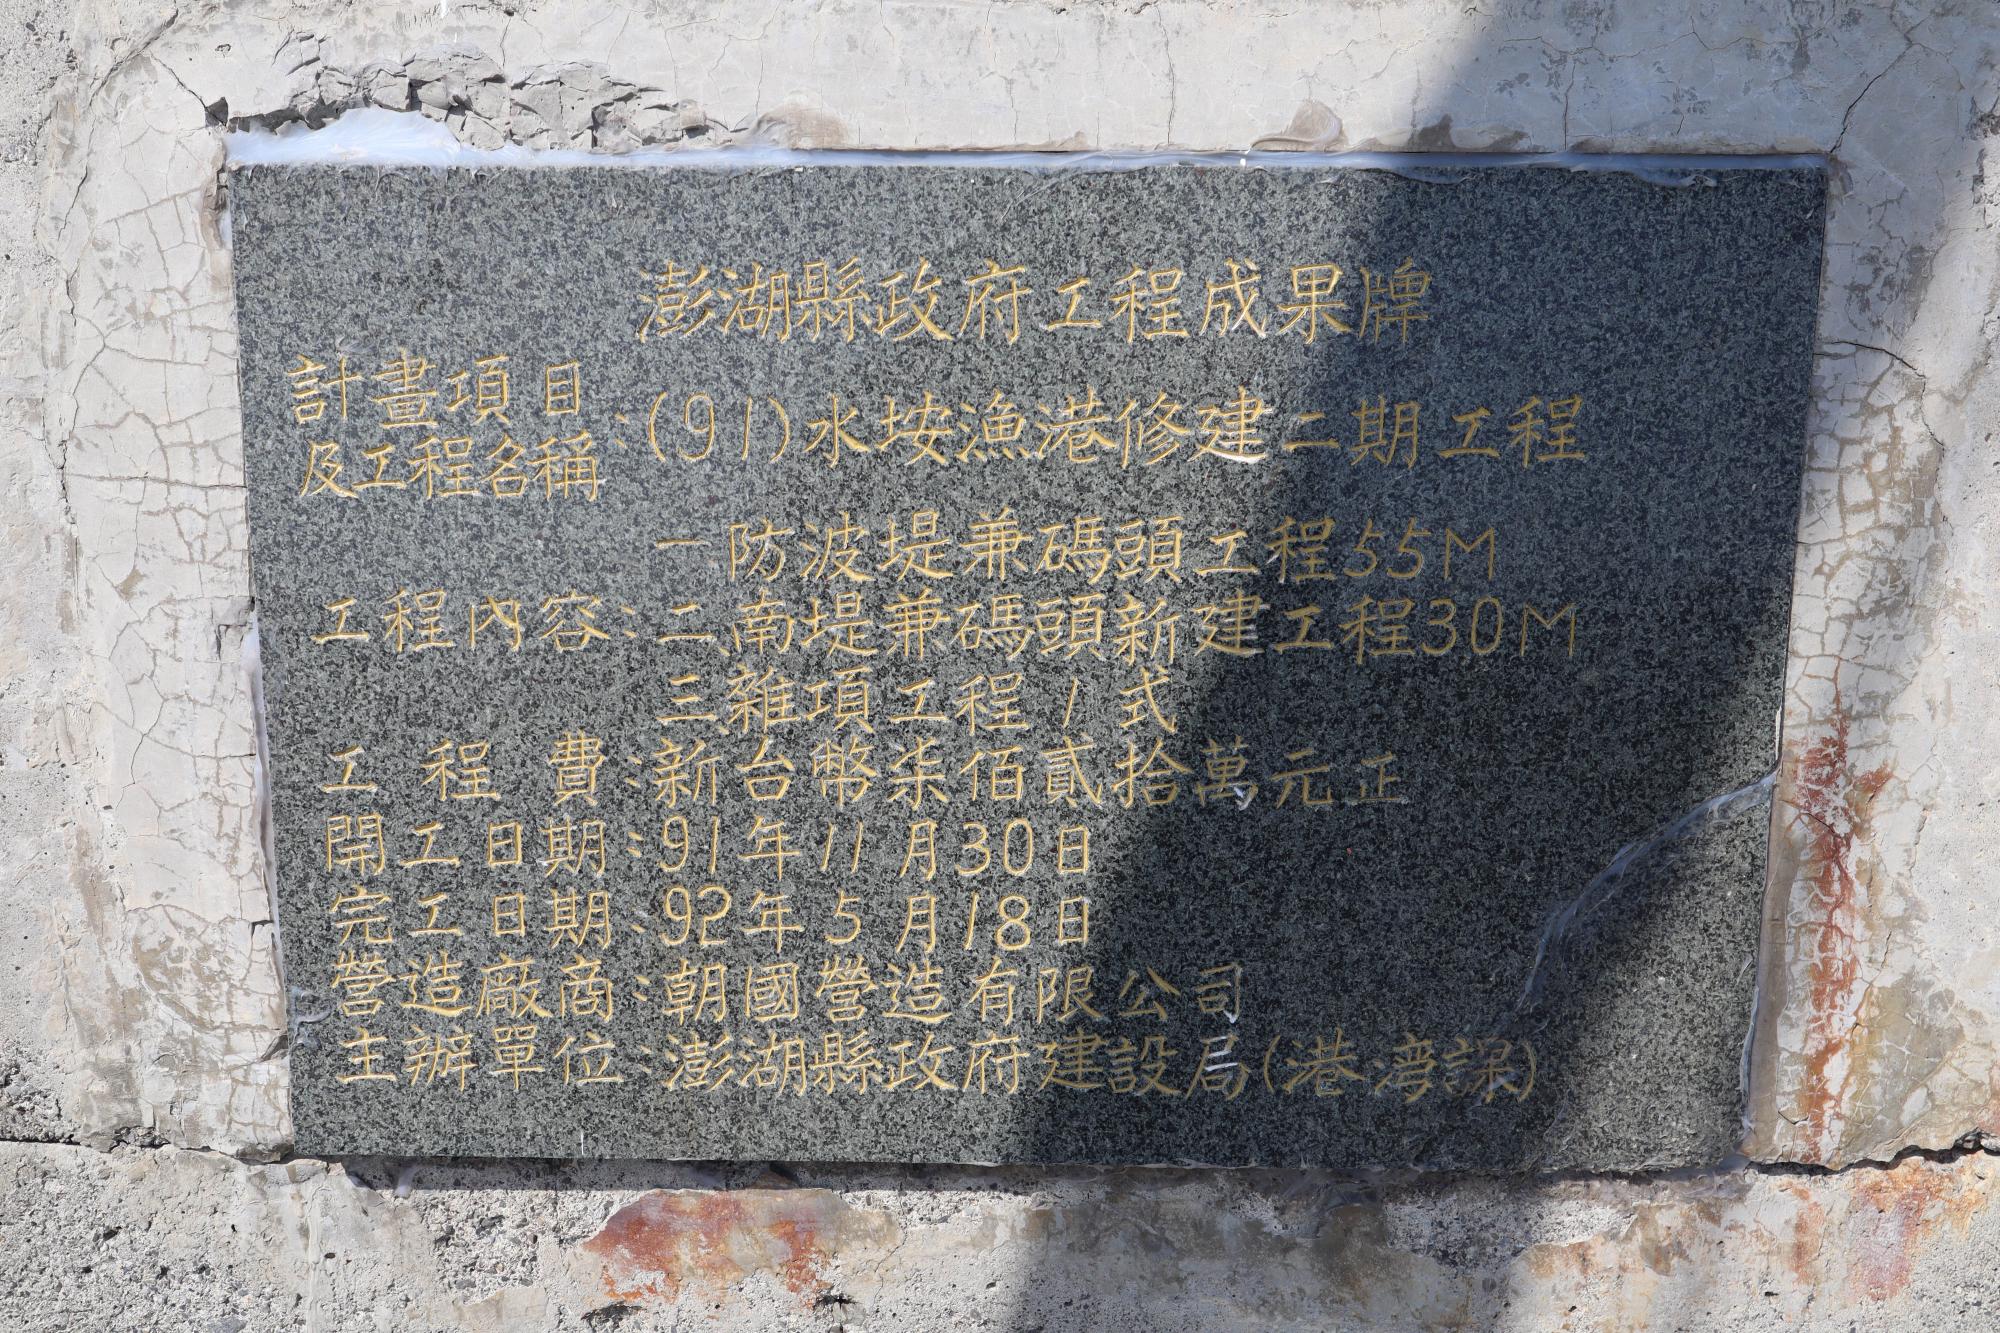 澎湖縣政府工程成果牌
計畫項目
及工程名稱:(91)水垵漁港修建二期工程
一防波堤兼碼頭工程55M
工程內容:二南堤兼碼頭新建工程30M
三雜項工程1式
工程費:新台幣柒佰貳拾萬元正
開工日期:91年11月30日
完工日期:92年5月18日
營造廠商:朝國營造有限公司
主辦單位:澎湖縣政府建設局(港湾課)